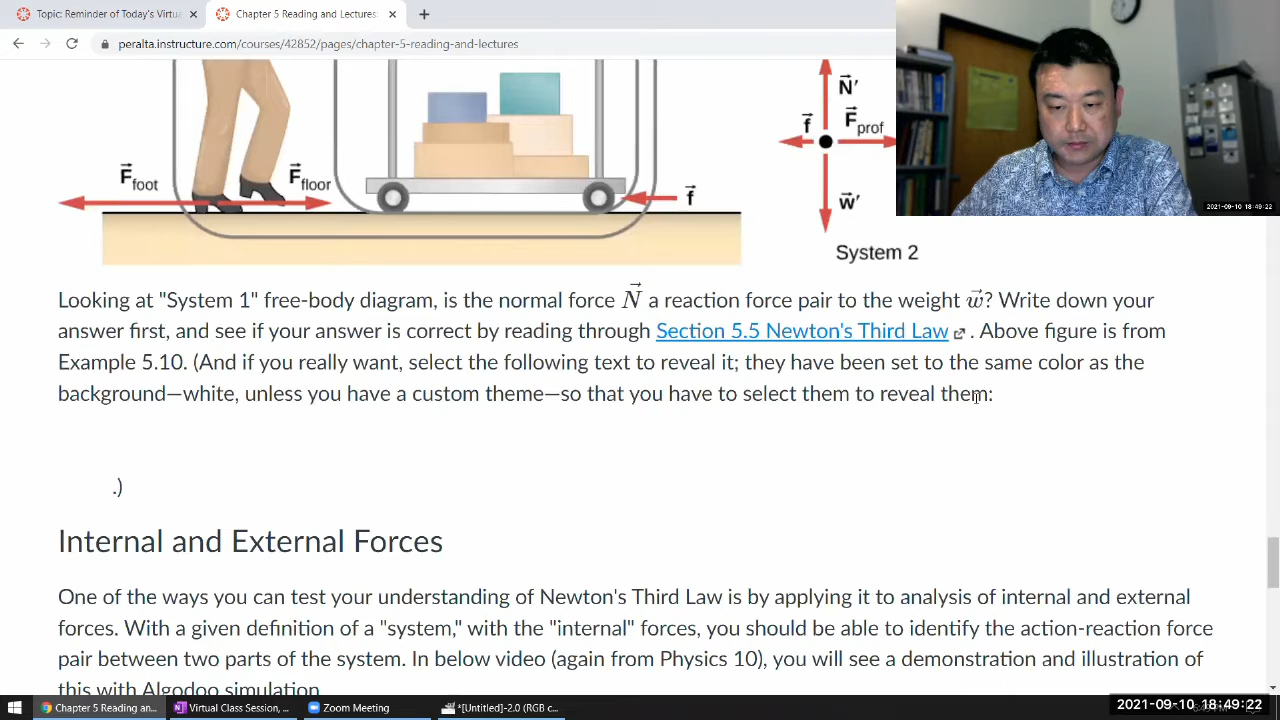 Topic: Reminder of Today's Virtua
Chapter 5 Reading and Lectures:
peralta.instructure.com/courses/42852/pages/chapter-5-reading-and-lectures
2021-09-10 18:49:22
N′
f
F prof
F foot
F floor
f
w′
System 2
Looking at "System 1" free-body diagram, is the normal force N a reaction force pair to the weight w? Write down your
answer first, and see if your answer is correct by reading through Section 5.5 Newton's Third Law . Above figure is from
Example 5.10. (And if you really want, select the following text to reveal it; they have been set to the same color as the
background—white, unless you have a custom theme—so that you have to select them to reveal them:
.)
Internal and External Forces
One of the ways you can test your understanding of Newton's Third Law is by applying it to analysis of internal and external
forces. With a given definition of a "system," with the "internal" forces, you should be able to identify the action-reaction force
pair between two parts of the system. In below video (again from Physics 10), you will see a demonstration and illustration of
this with Algodoo simulation
Chapter 5 Reading an...
Virtual Class Session, ...
Zoom Meeting
*[Untitled]-2.0 (RGB c...
2021-09-10 18:49:22